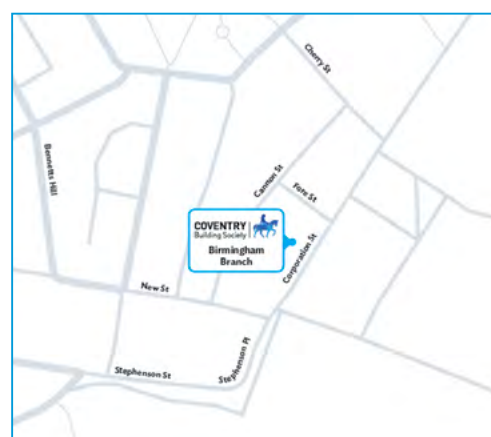 Cherry St
Bennetts Hill
Cannon St
Fore St
COVENTRY
Building Society
Birmingham
Branch
Corporation St
New St
Stephenson Pl
Stephenson St